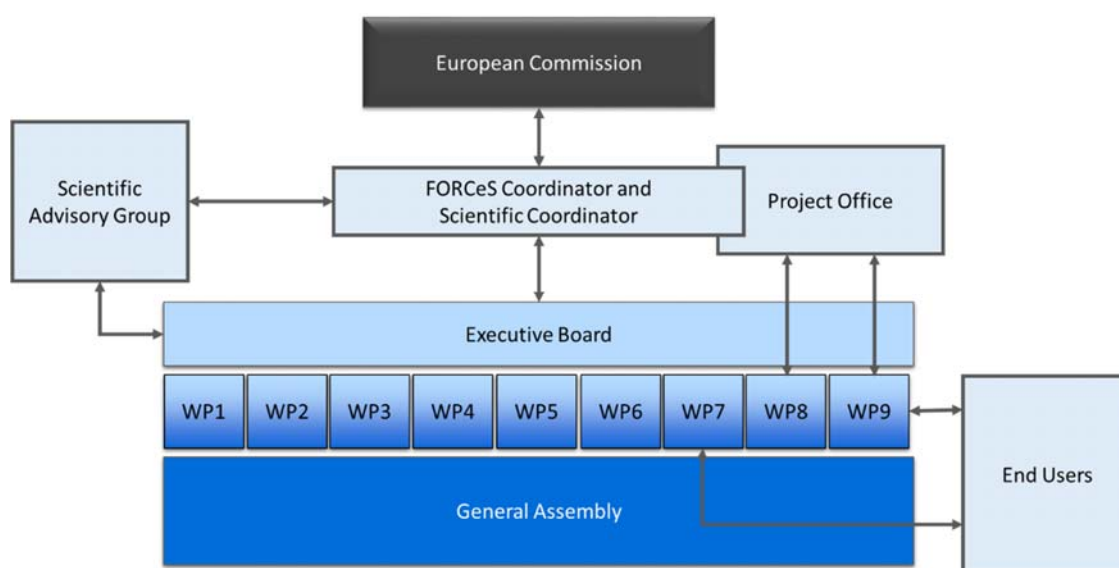 European Commission
Scientific
Advisory Group
FORCeS Coordinator and
Scientific Coordinator
Project Office
Executive Board
WP1
WP2
WP3
WP4
WP5
WP6
WP7
WP8
WP9
End Users
General Assembly